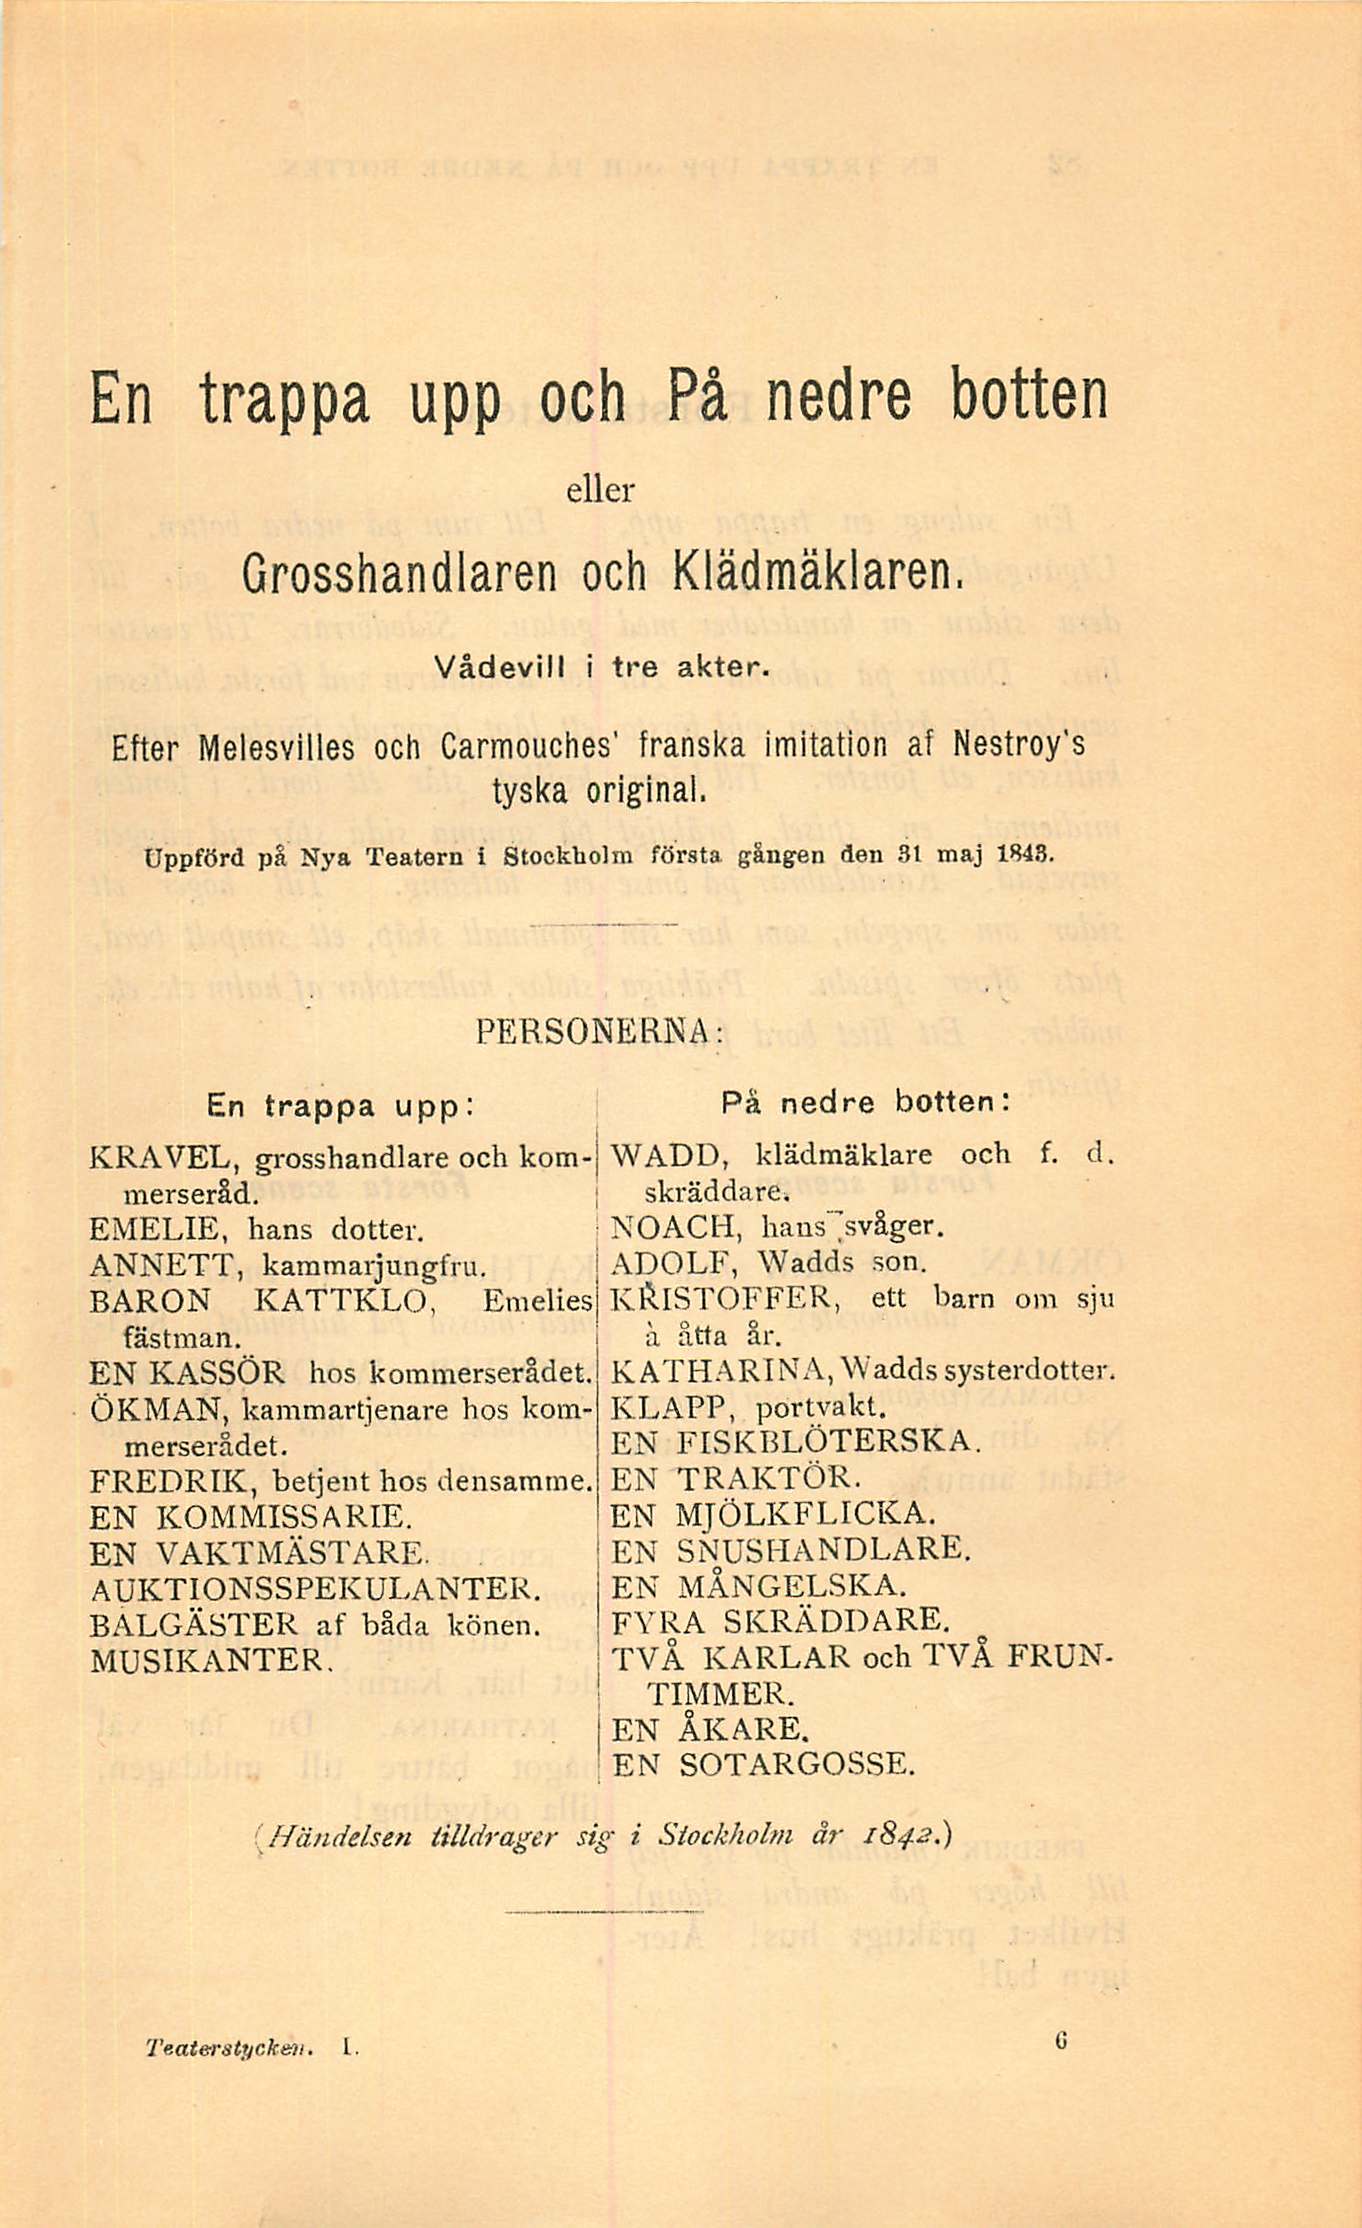 En trappa upp och På nedre botten
eller
Grosshandlaren och Klädmäklaren.
Vådevill i tre akter.
Efter Melesvilles och Carmouches' franska imitation af Nestroy's
tyska original.
Uppförd på Nya Teatern i Stockholm första gången den 31 maj 1843.
PERSONERNA:
En trappa upp:
KRAVEL, grosshandlare och kom-
merseråd.
EMELIE, hans dotter.
ANNETT, kammarjungfru.
BARON KATTKLO, Emelies
fästman.
EN KASSÖR hos kommerserådet.
ÖKMAN, kammartjenare hos kom-
merserådet.
FREDRIK, betjent hos densamme.
EN KOMMISSARIE.
EN VAKTMÄSTARE.
AUKTIONSSPEKULANTER.
BALGÄSTER af båda könen.
MUSIKANTER.
På nedre botten:
WADD, klädmäklare och f. d.
skräddare.
NOACH, hans svåger.
ADOLF, Wadds son.
KRISTOFFER, ett barn om sju
à åtta år.
KATHARINA, Wadds systerdotter.
KLAPP, portvakt.
EN FISKBLÖTERSKA.
EN TRAKTÖR.
EN MJÖLKFLICKA.
EN SNUSHANDLARE.
EN MÅNGELSKA.
FYRA SKRÄDDARE.
TVÅ KARLAR och TVÅ FRUN-
TIMMER.
EN ÅKARE.
EN SOTARGOSSE.
(Händelsen tilldrager sig i Stockholm år 1842.)
Teaterstycken. I. 6